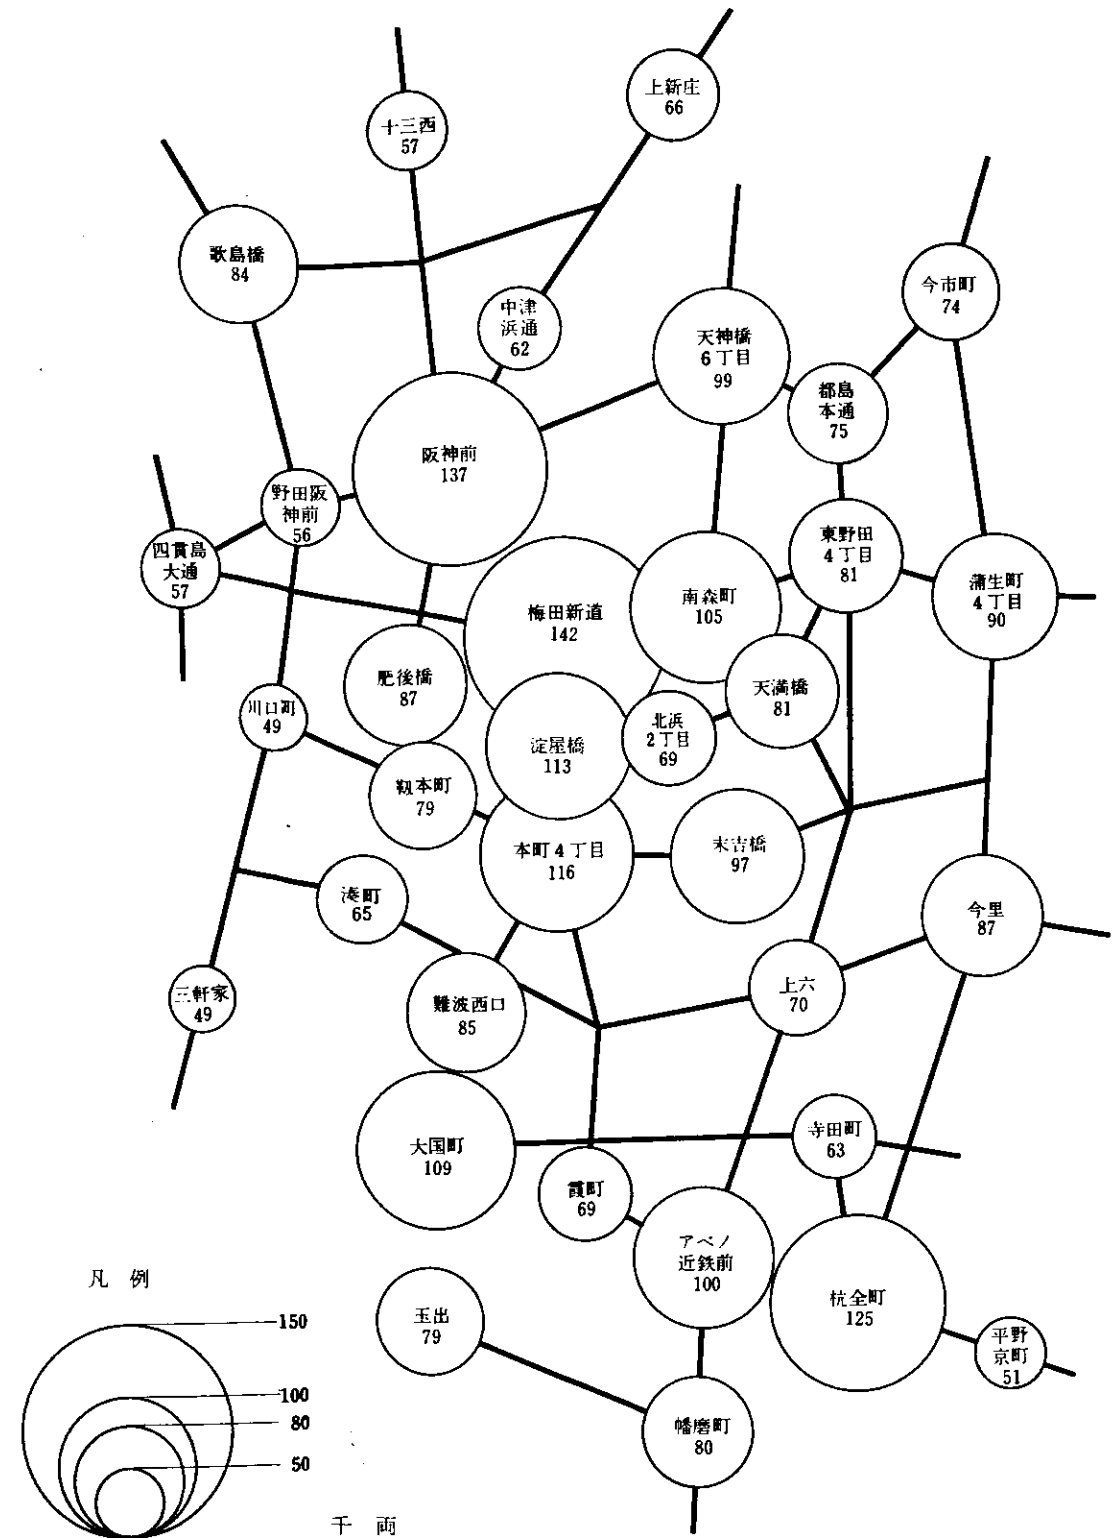 上新庄
66
十三西
57
歌島橋
84
今市町
74
中津
浜通
62
天神橋
6丁目
99
都島
本通
75
阪神前
137
野田阪
神前
56
東野田
4丁目
81
四貫島
大通
57
蒲生町
4丁目
90
梅田新道
142
南森町
105
肥後橋
87
天満橋
81
川口町
49
北浜
2丁目
69
淀屋橋
113
靱本町
79
本町4丁目
116
末吉橋
97
湊町
65
今里
87
三軒家
49
難波西口
85
上六
70
大国町
109
寺田町
63
霞町
69
アベノ
近鉄前
100
杭全町
125
玉出
79
平野
京町
51
幡磨町
80
凡例
150
100
80
50
千両